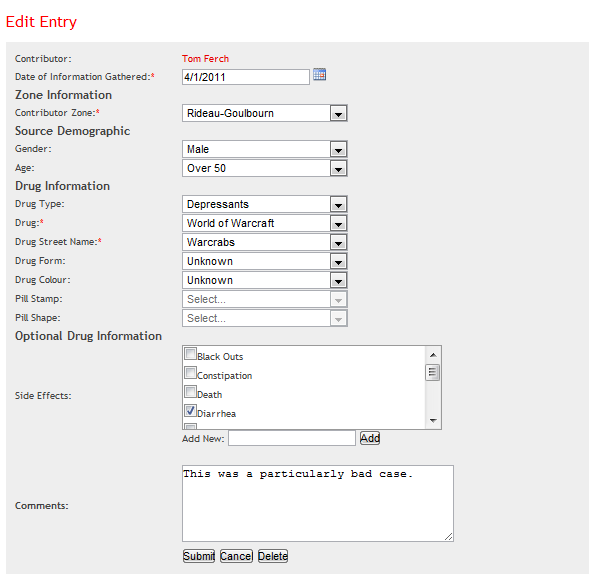 Edit Entry
Contributor: Tom Ferch
Date of Information Gathered:* 4/1/2011
Zone Information
Contributor Zone:* Rideau-Goulbourn
Source Demographic
Gender: Male
Age: Over 50
Drug Information
Drug Type: Depressants
Drug:* World of Warcraft
Drug Street Name:* Warcrabs
Drug Form: Unknown
Drug Colour: Unknown
Pill Stamp: Select...
Pill Shape: Select...
Optional Drug Information
Side Effects:
Black Outs
Constipation
Death
Diarrhea
Add New: Add
Comments: This was a particularly bad case.
Submit Cancel Delete